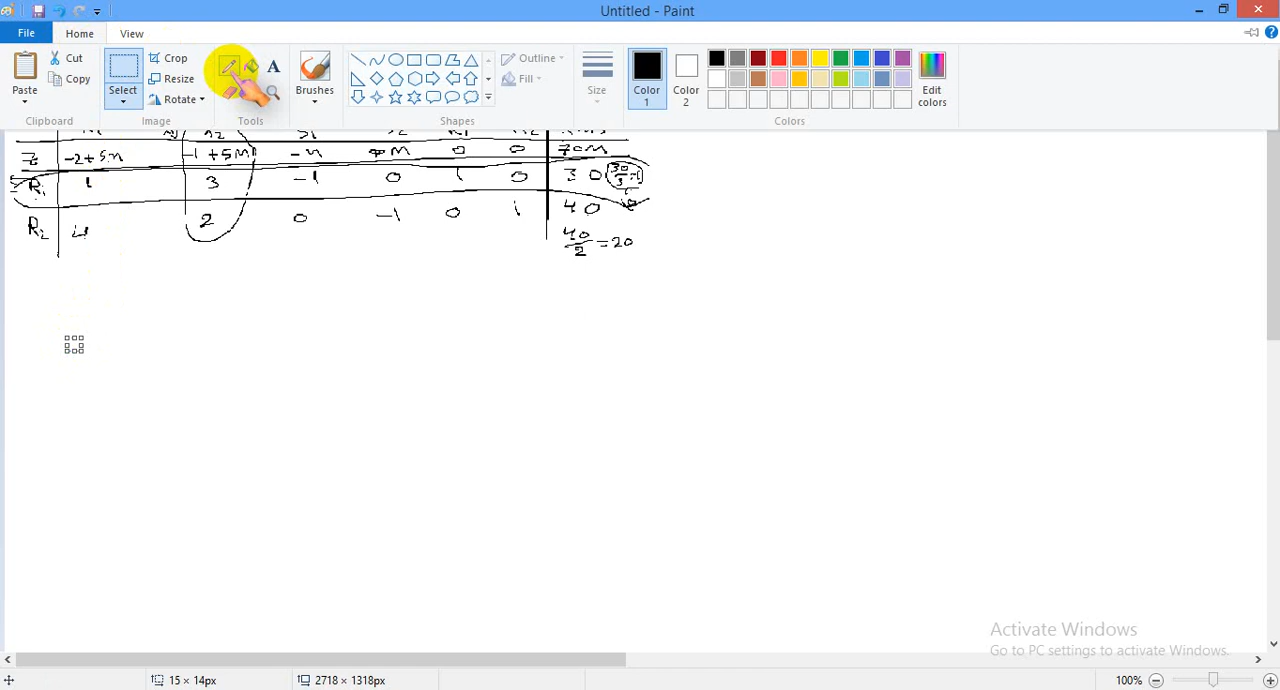 Untitled - Paint
File Home View
Paste
Cut
Copy
Clipboard
Select
Crop
Resize
Rotate
Image
A
Tools
Brushes
Outline
Fill
Shapes
Size
Color 1
Color 2
Edit colors
Colors
Z -2+5M -1+5M -M 0 0 70M
R1 1 3 -1 0 1 0 30 30/3
R2 4 2 0 -1 0 1 40
40/2 = 20
Activate Windows
Go to PC settings to activate Windows.
15 × 14px 2718 × 1318px 100%